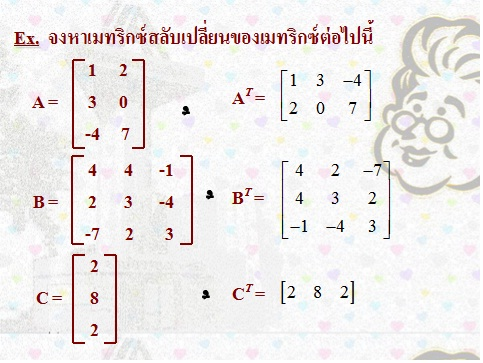 Ex. จงหาเมทริกซ์สลับเปลี่ยนของเมทริกซ์ต่อไปนี้
1 2
A = 3 0
-4 7
A^T = 1 3 −4
2 0 7
4 4 -1
B = 2 3 -4
-7 2 3
B^T = 4 2 −7
4 3 2
−1 −4 3
2
C = 8
2
C^T = [2 8 2]